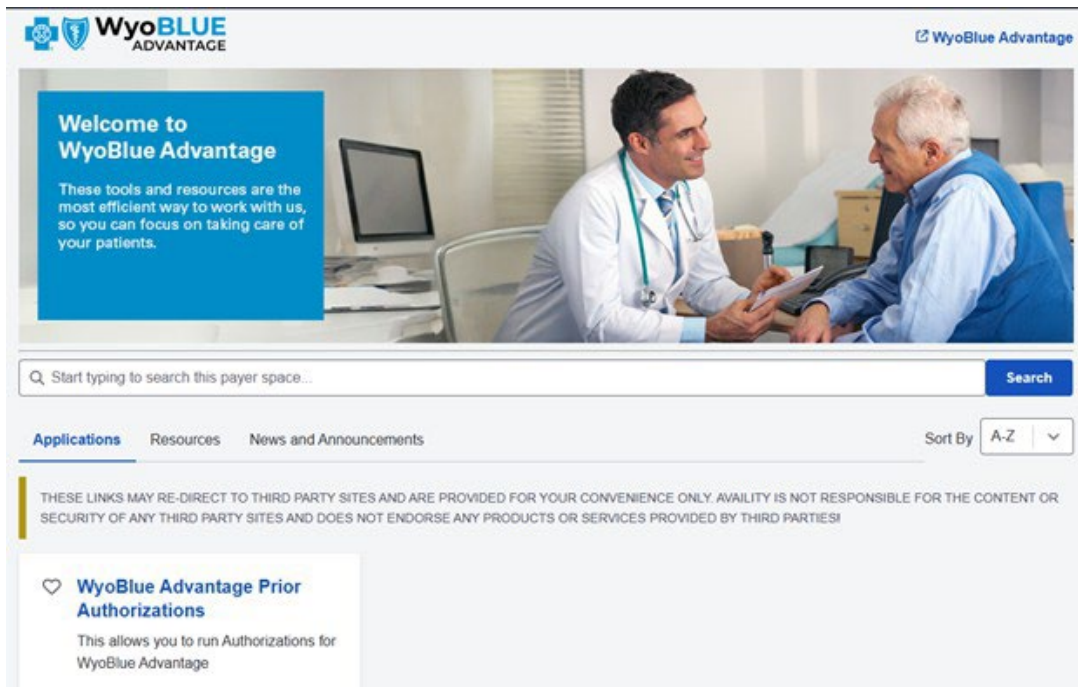 WyoBLUE
ADVANTAGE
WyoBlue Advantage
Welcome to
WyoBlue Advantage
These tools and resources are the
most efficient way to work with us,
so you can focus on taking care of
your patients.
Start typing to search this payer space...
Search
Applications Resources News and Announcements Sort By A-Z
THESE LINKS MAY RE-DIRECT TO THIRD PARTY SITES AND ARE PROVIDED FOR YOUR CONVENIENCE ONLY. AVAILITY IS NOT RESPONSIBLE FOR THE CONTENT OR
SECURITY OF ANY THIRD PARTY SITES AND DOES NOT ENDORSE ANY PRODUCTS OR SERVICES PROVIDED BY THIRD PARTIES!
WyoBlue Advantage Prior
Authorizations
This allows you to run Authorizations for
WyoBlue Advantage